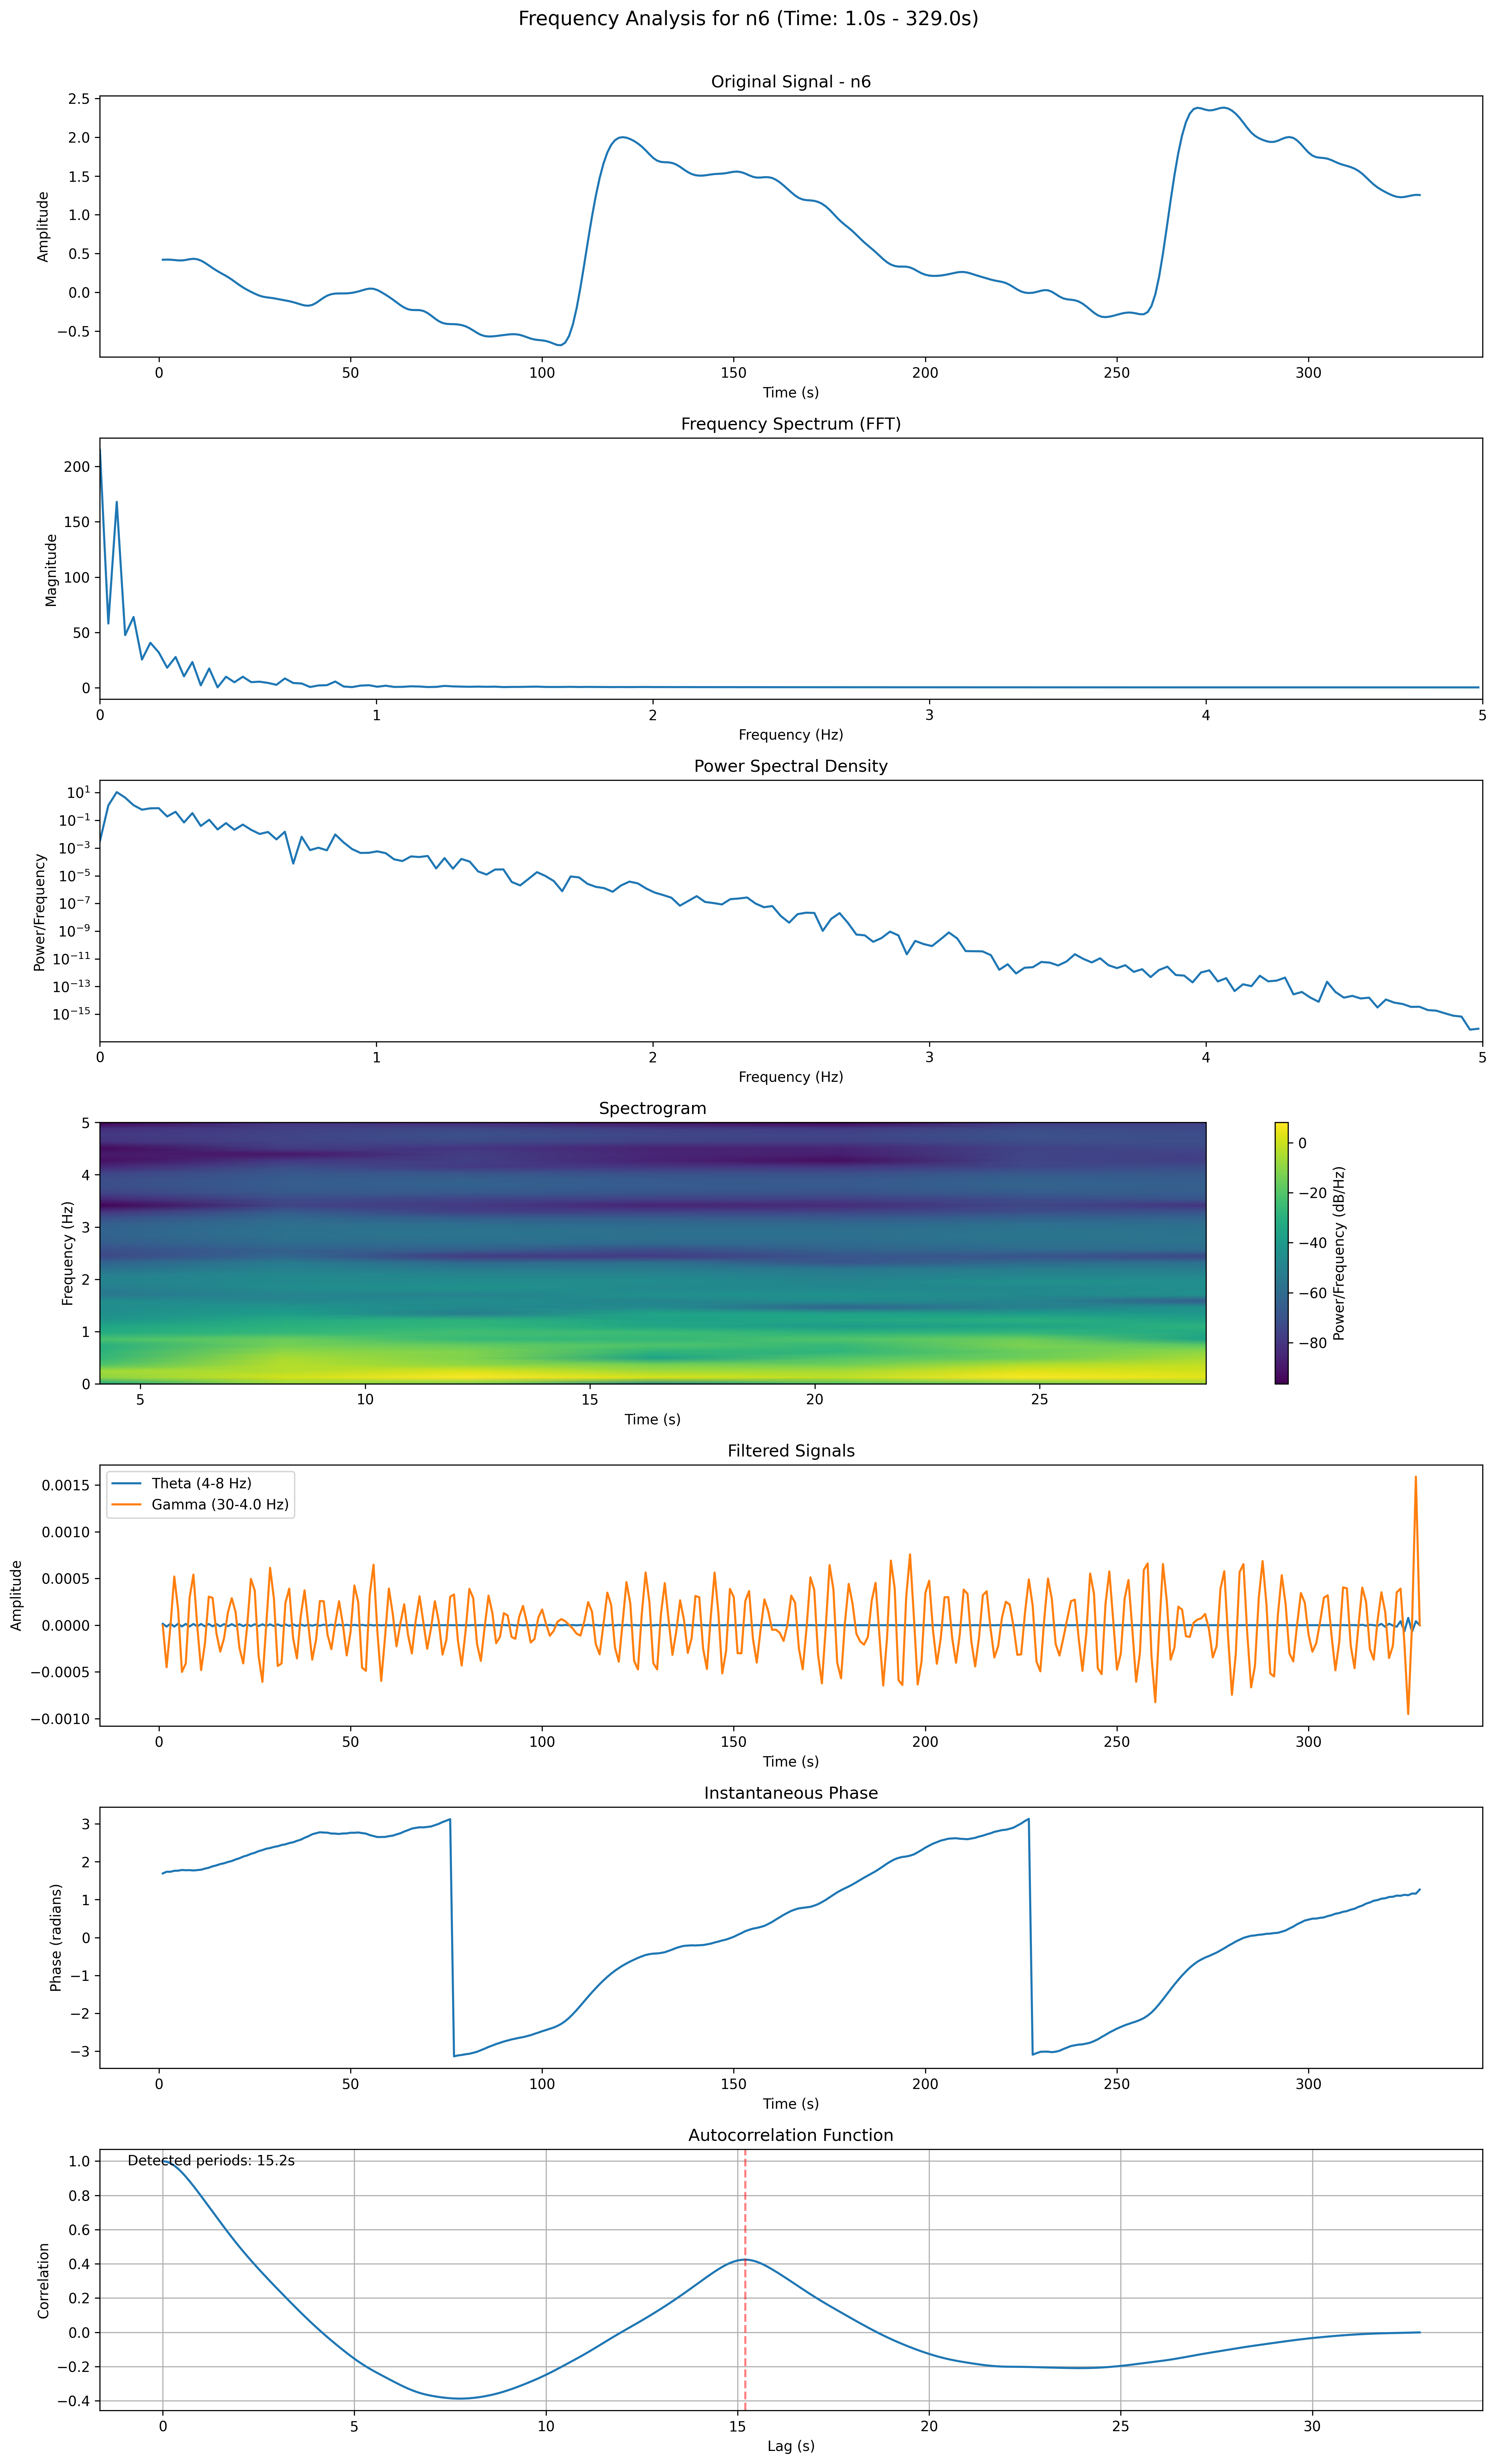 Frequency Analysis for n6 (Time: 1.0s - 329.0s)
Original Signal - n6
2.5
2.0
1.5
1.0
0.5
0.0
−0.5
Amplitude
0 50 100 150 200 250 300
Time (s)
Frequency Spectrum (FFT)
200
150
100
50
0
Magnitude
0 1 2 3 4 5
Frequency (Hz)
Power Spectral Density
10¹
10⁻¹
10⁻³
10⁻⁵
10⁻⁷
10⁻⁹
10⁻¹¹
10⁻¹³
10⁻¹⁵
Power/Frequency
0 1 2 3 4 5
Frequency (Hz)
Spectrogram
5
4
3
2
1
0
Frequency (Hz)
5 10 15 20 25
Time (s)
0
−20
−40
−60
−80
Power/Frequency (dB/Hz)
Filtered Signals
Theta (4-8 Hz)
Gamma (30-4.0 Hz)
0.0015
0.0010
0.0005
0.0000
−0.0005
−0.0010
Amplitude
0 50 100 150 200 250 300
Time (s)
Instantaneous Phase
3
2
1
0
−1
−2
−3
Phase (radians)
0 50 100 150 200 250 300
Time (s)
Autocorrelation Function
Detected periods: 15.2s
1.0
0.8
0.6
0.4
0.2
0.0
−0.2
−0.4
Correlation
0 5 10 15 20 25 30
Lag (s)